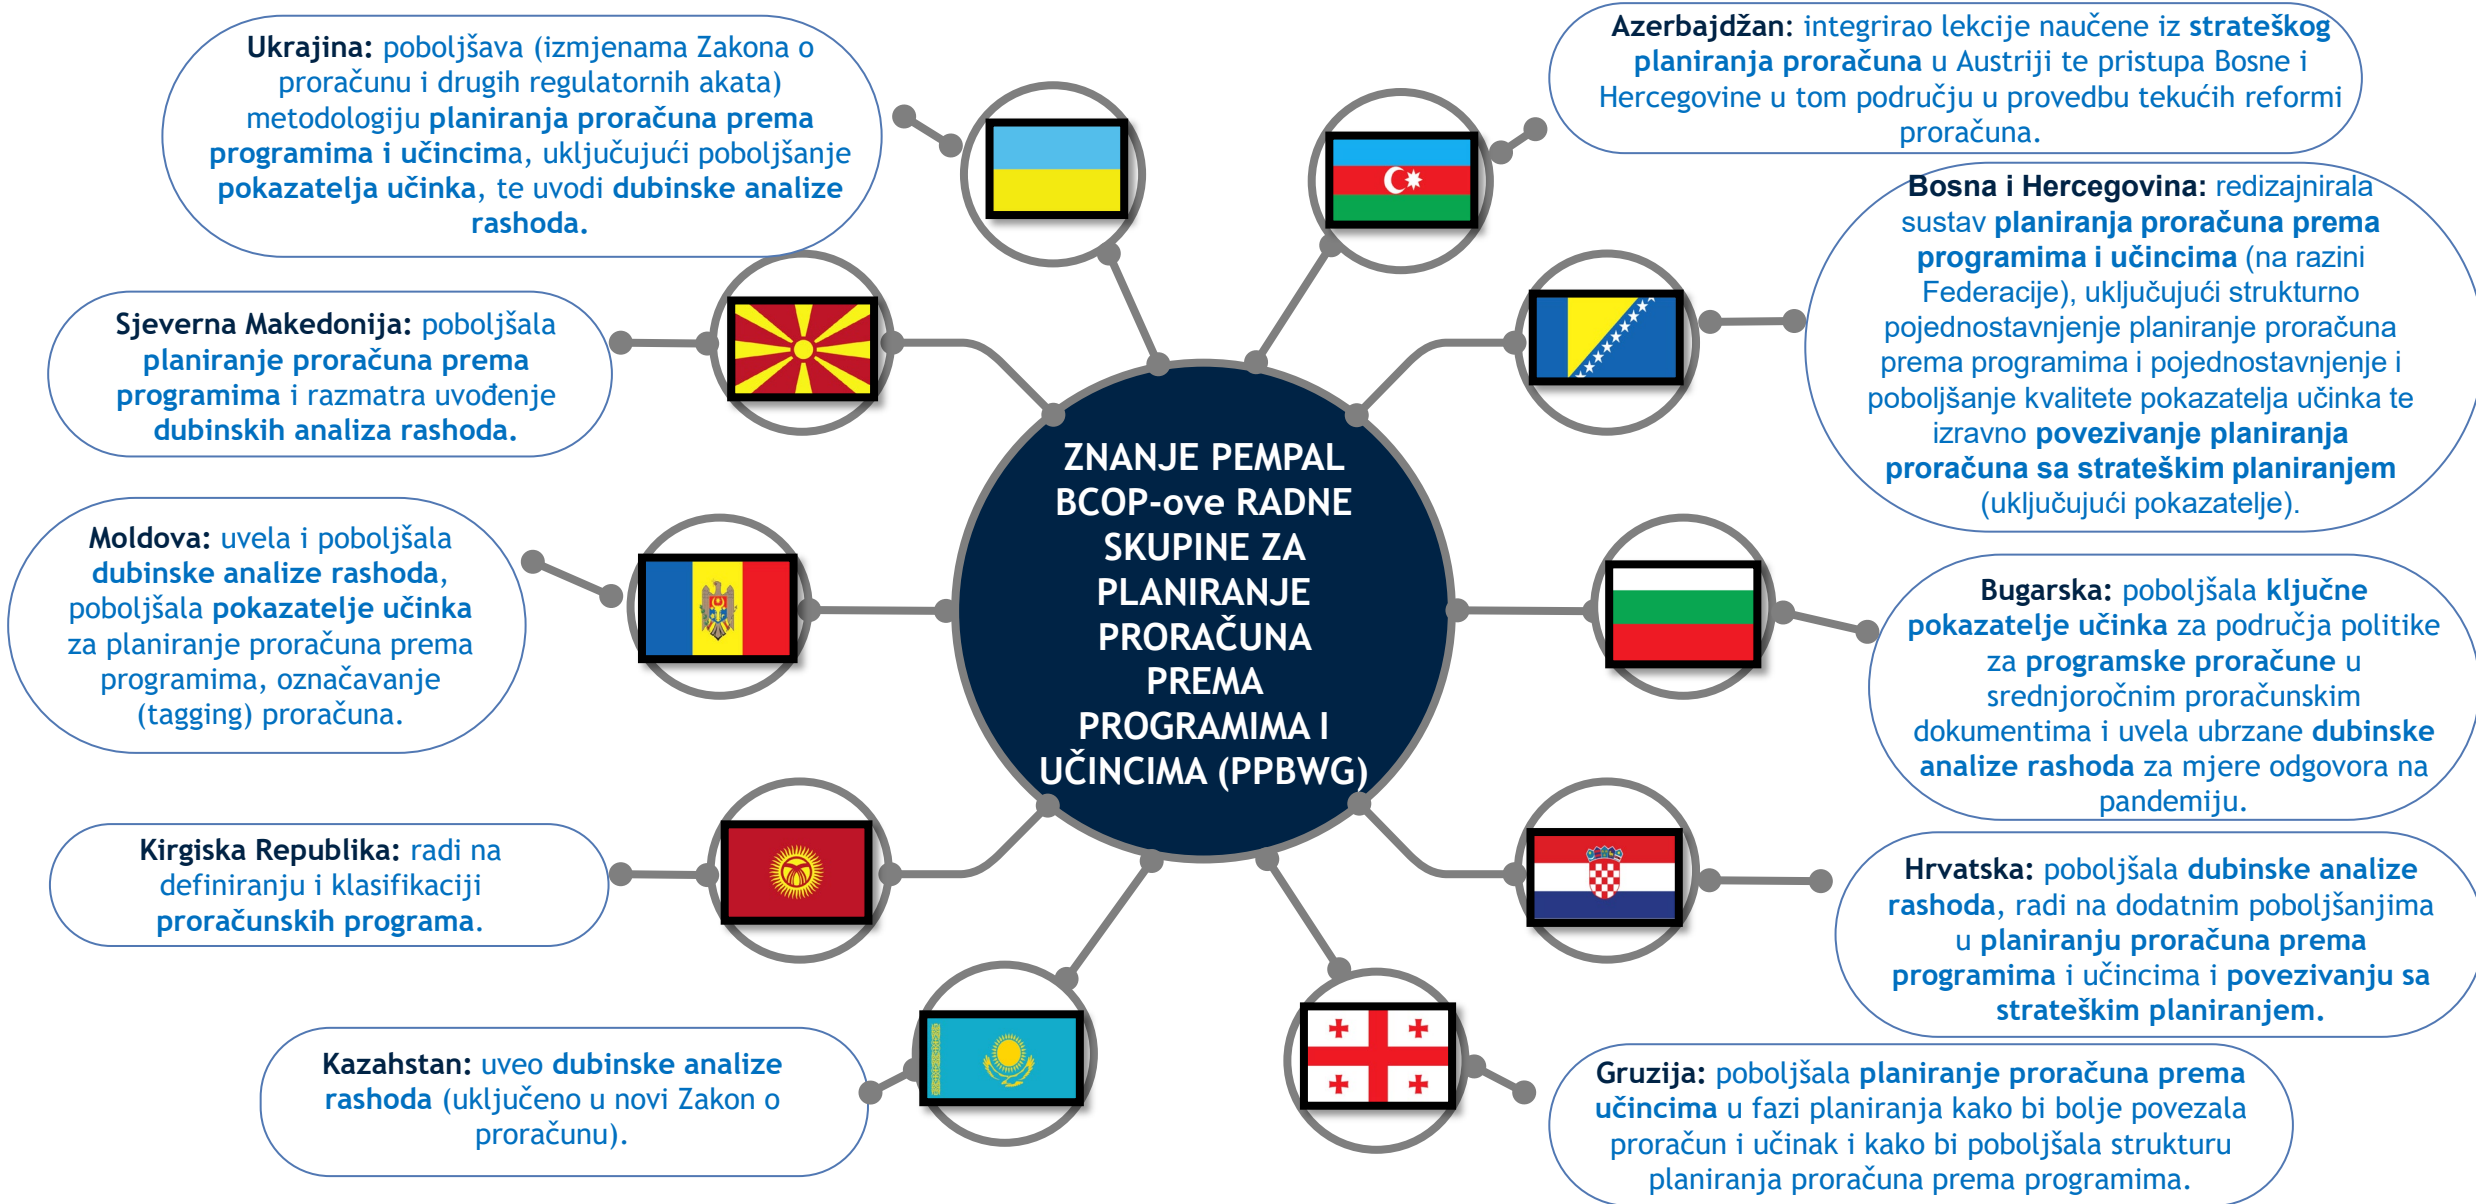 Ukrajina: poboljšava (izmjenama Zakona o
proračunu i drugih regulatornih akata)
metodologiju planiranja proračuna prema
programima i učincima, uključujući poboljšanje
pokazatelja učinka, te uvodi dubinske analize
rashoda.
Azerbajdžan: integrirao lekcije naučene iz strateškog
planiranja proračuna u Austriji te pristupa Bosne i
Hercegovine u tom području u provedbu tekućih reformi
proračuna.
Sjeverna Makedonija: poboljšala
planiranje proračuna prema
programima i razmatra uvođenje
dubinskih analiza rashoda.
Bosna i Hercegovina: redizajnirala
sustav planiranja proračuna prema
programima i učincima (na razini
Federacije), uključujući strukturno
pojednostavnjenje planiranje proračuna
prema programima i pojednostavnjenje i
poboljšanje kvalitete pokazatelja učinka te
izravno povezivanje planiranja
proračuna sa strateškim planiranjem
(uključujući pokazatelje).
ZNANJE PEMPAL
BCOP-ove RADNE
SKUPINE ZA
PLANIRANJE
PRORAČUNA
PREMA
PROGRAMIMA I
UČINCIMA (PPBWG)
Moldova: uvela i poboljšala
dubinske analize rashoda,
poboljšala pokazatelje učinka
za planiranje proračuna prema
programima, označavanje
(tagging) proračuna.
Bugarska: poboljšala ključne
pokazatelje učinka za područja politike
za programske proračune u
srednjoročnim proračunskim
dokumentima i uvela ubrzane dubinske
analize rashoda za mjere odgovora na
pandemiju.
Kirgiska Republika: radi na
definiranju i klasifikaciji
proračunskih programa.
Hrvatska: poboljšala dubinske analize
rashoda, radi na dodatnim poboljšanjima
u planiranju proračuna prema
programima i učincima i povezivanju sa
strateškim planiranjem.
Kazahstan: uveo dubinske analize
rashoda (uključeno u novi Zakon o
proračunu).
Gruzija: poboljšala planiranje proračuna prema
učincima u fazi planiranja kako bi bolje povezala
proračun i učinak i kako bi poboljšala strukturu
planiranja proračuna prema programima.